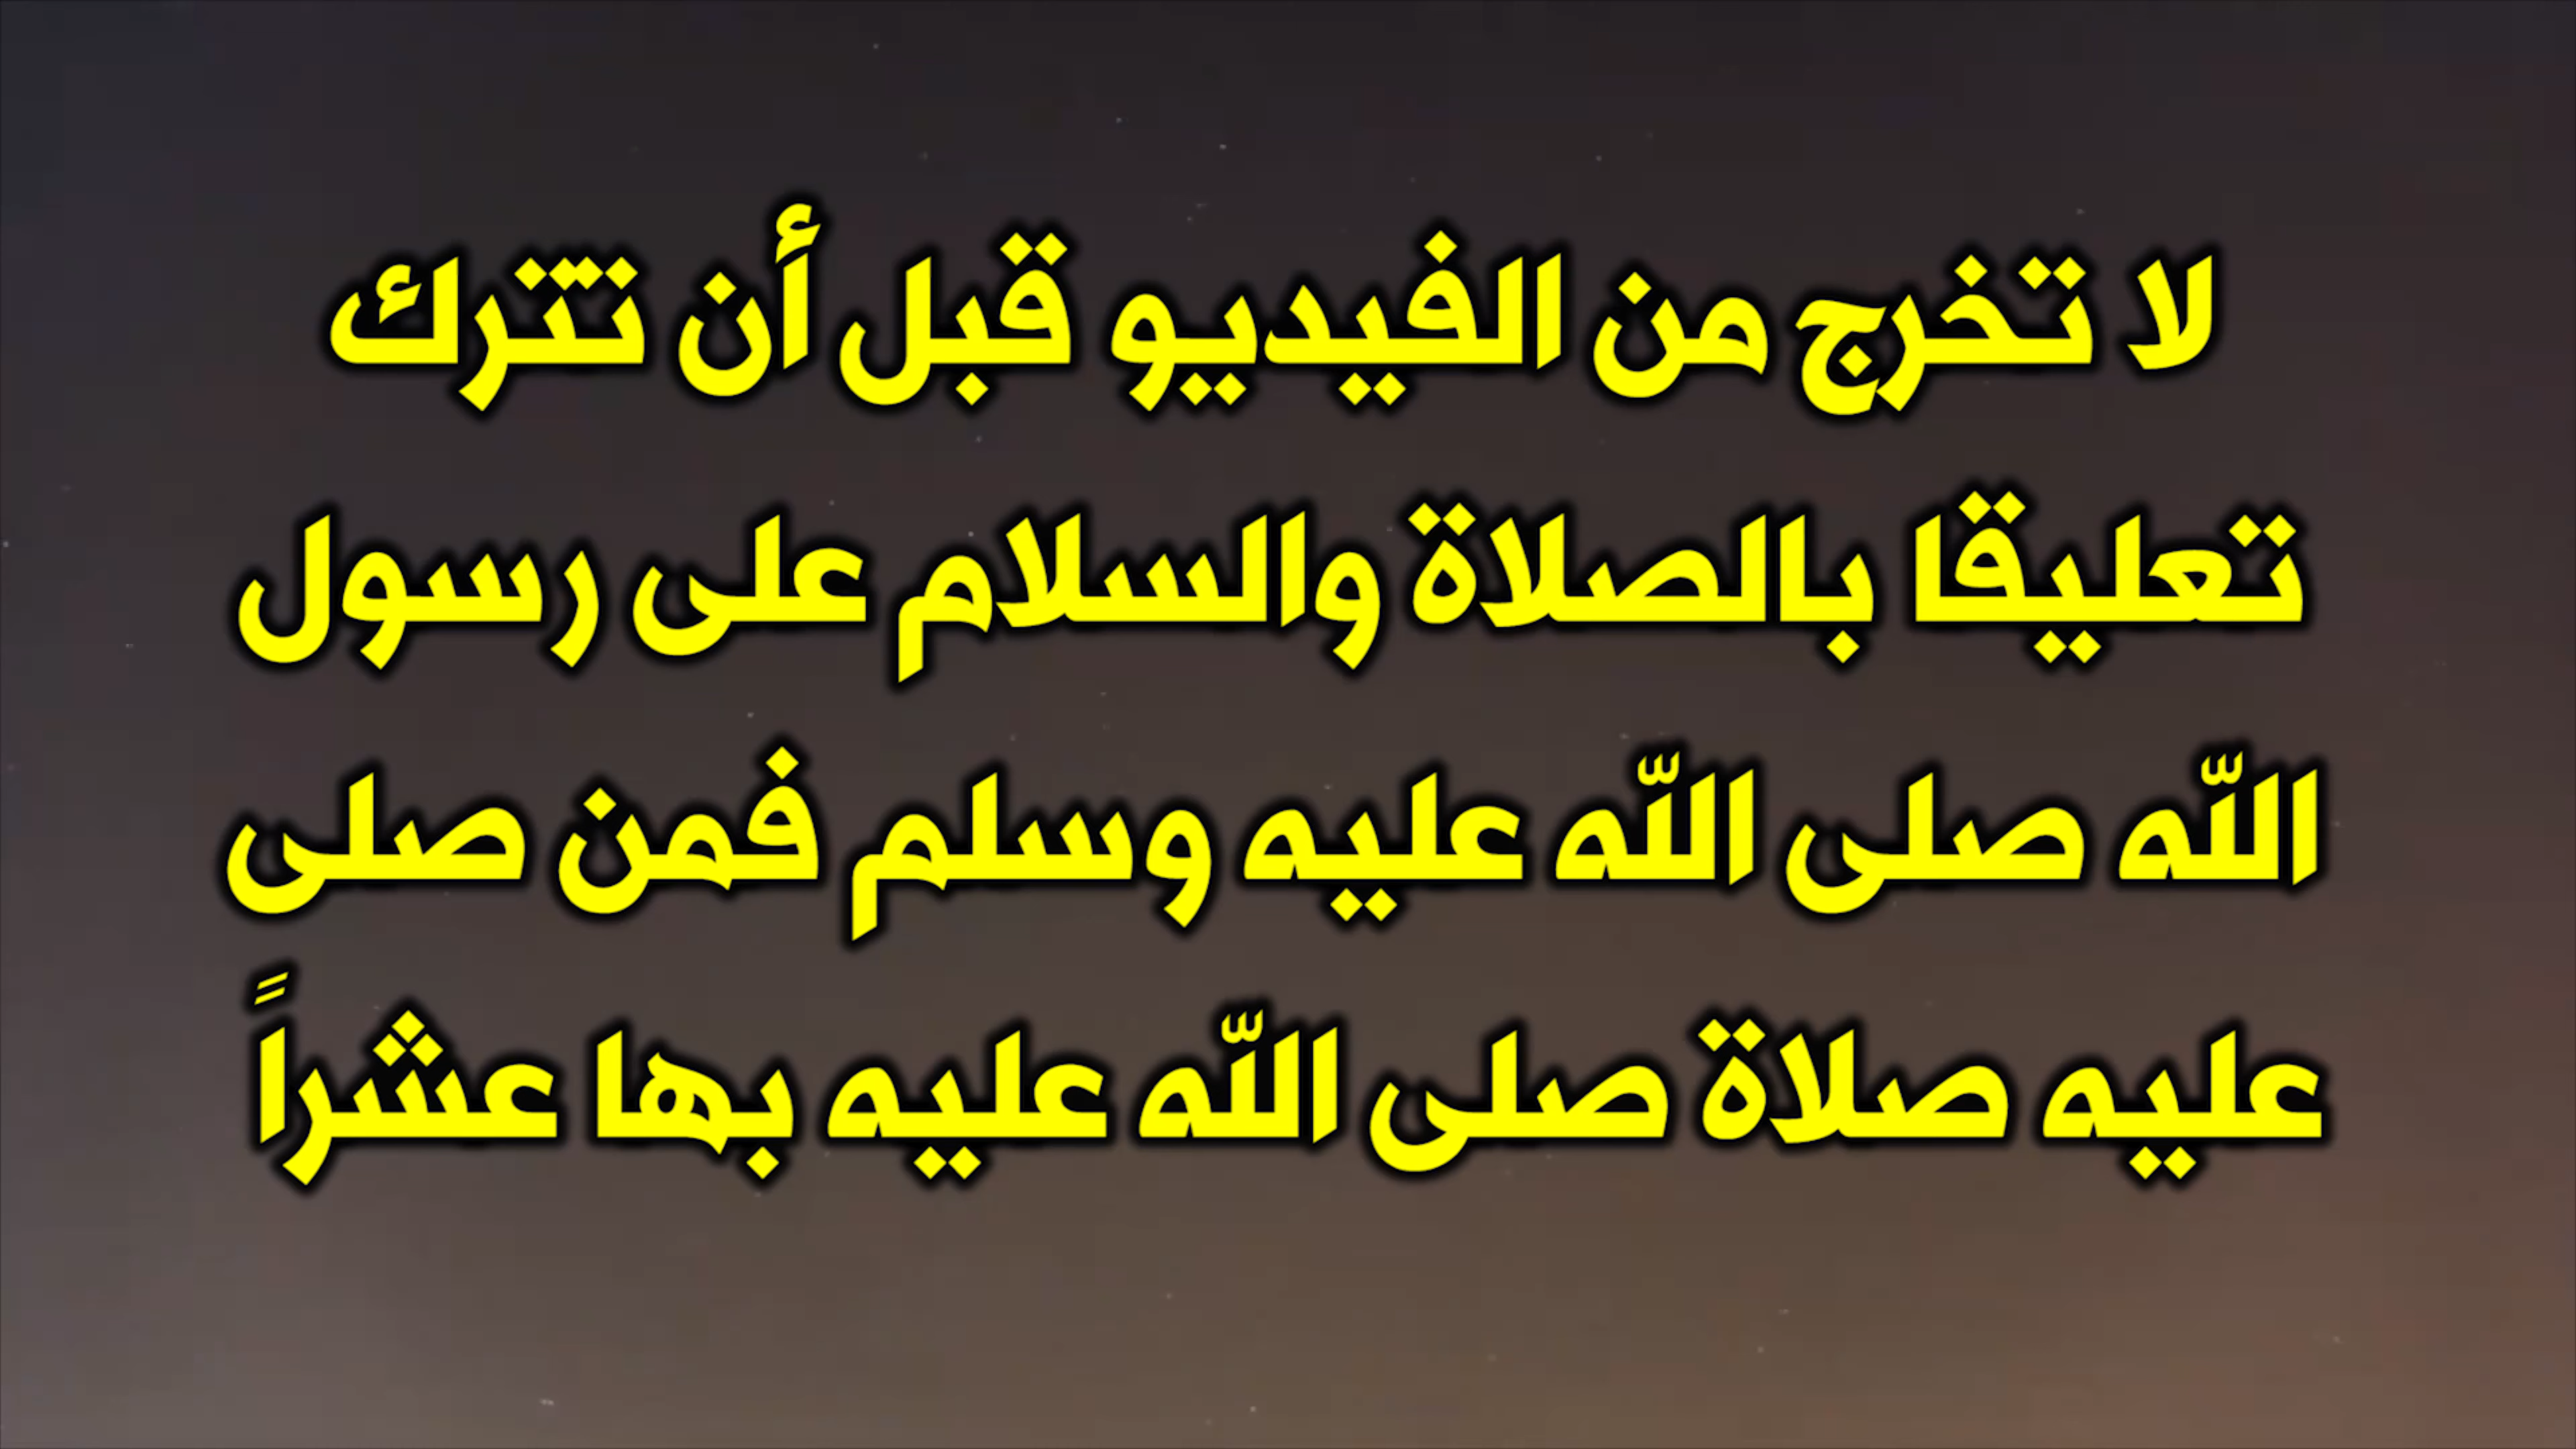 لا تخرج من الفيديو قبل أن تترك
تعليقا بالصلاة والسلام على رسول
الله صلى الله عليه وسلم فمن صلى
عليه صلاة صلى الله عليه بها عشراً